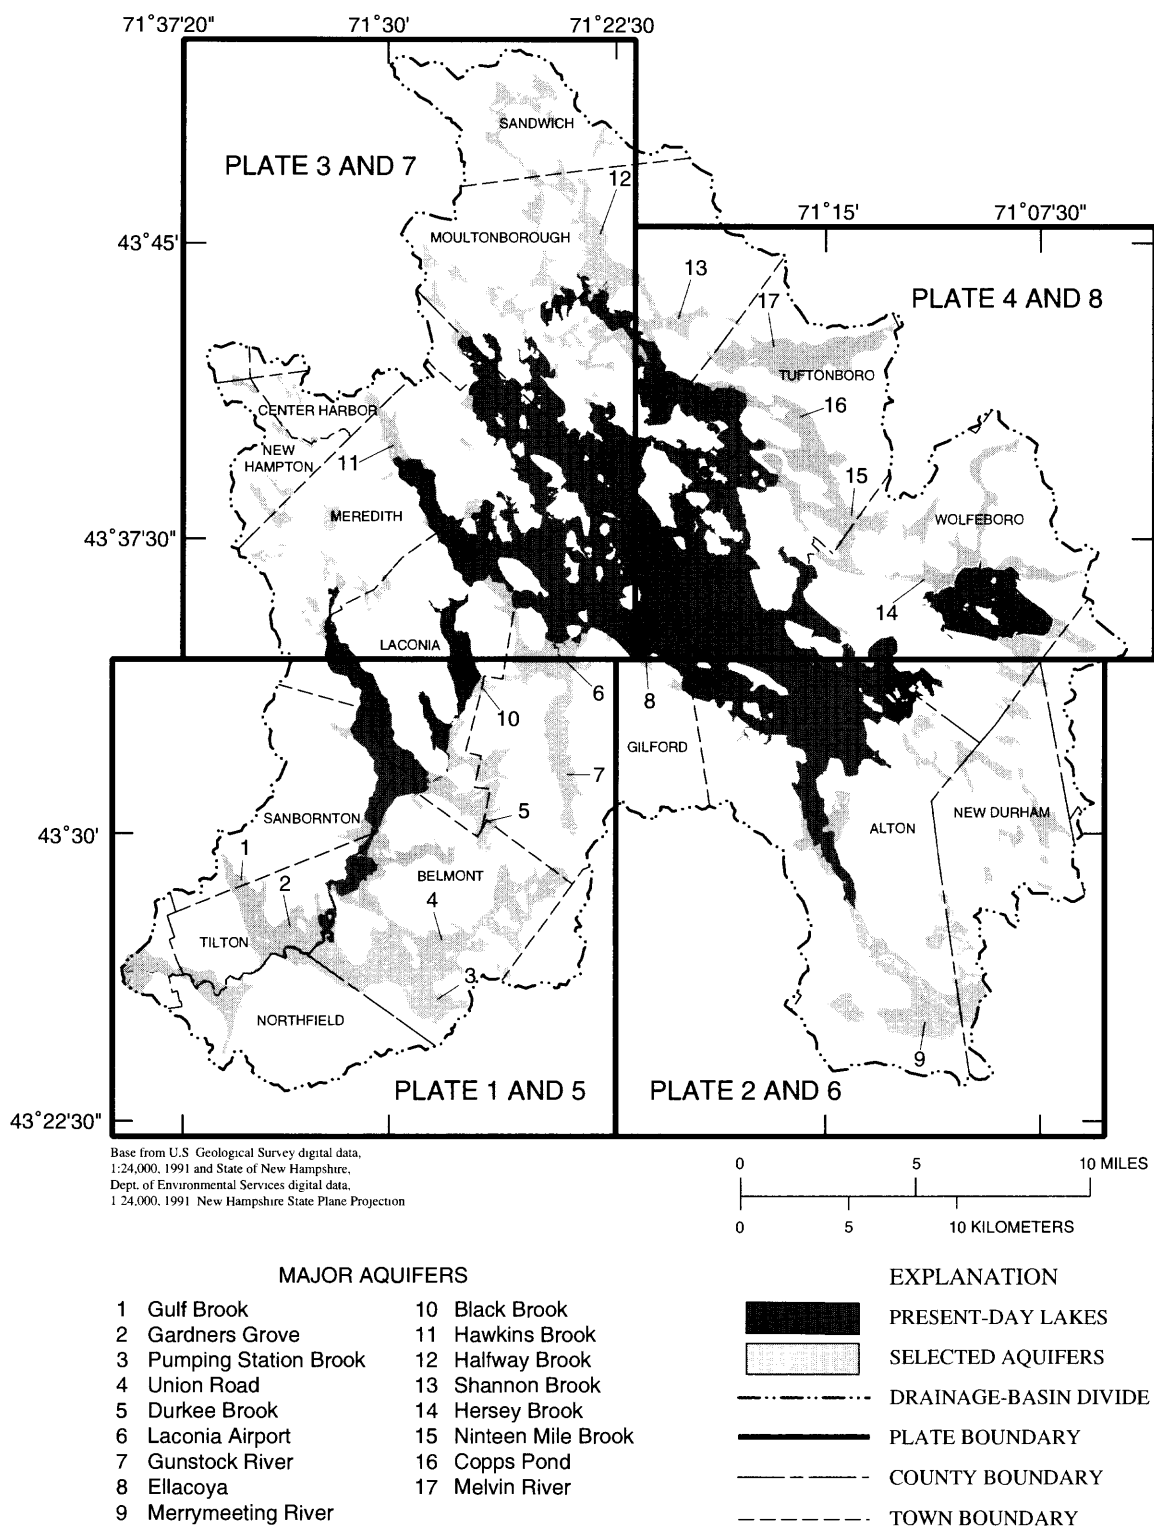 71°37'20" 71°30' 71°22'30
SANDWICH
PLATE 3 AND 7
12
71°15' 71°07'30"
43°45'
MOULTONBOROUGH
13
17
PLATE 4 AND 8
TUFTONBORO
CENTER HARBOR
16
NEW
HAMPTON
11
15
MEREDITH
WOLFEBORO
43°37'30"
14
LACONIA
6
8
10
GILFORD
7
5
SANBORNTON
43°30'
ALTON
NEW DURHAM
1
2
BELMONT
4
TILTON
3
NORTHFIELD
9
PLATE 1 AND 5
PLATE 2 AND 6
43°22'30"
Base from U.S Geological Survey digital data,
1:24,000, 1991 and State of New Hampshire,
Dept. of Environmental Services digital data,
1 24,000, 1991 New Hampshire State Plane Projection
0 5 10 MILES
0 5 10 KILOMETERS
MAJOR AQUIFERS
1 Gulf Brook
2 Gardners Grove
3 Pumping Station Brook
4 Union Road
5 Durkee Brook
6 Laconia Airport
7 Gunstock River
8 Ellacoya
9 Merrymeeting River
10 Black Brook
11 Hawkins Brook
12 Halfway Brook
13 Shannon Brook
14 Hersey Brook
15 Ninteen Mile Brook
16 Copps Pond
17 Melvin River
EXPLANATION
PRESENT-DAY LAKES
SELECTED AQUIFERS
DRAINAGE-BASIN DIVIDE
PLATE BOUNDARY
COUNTY BOUNDARY
TOWN BOUNDARY